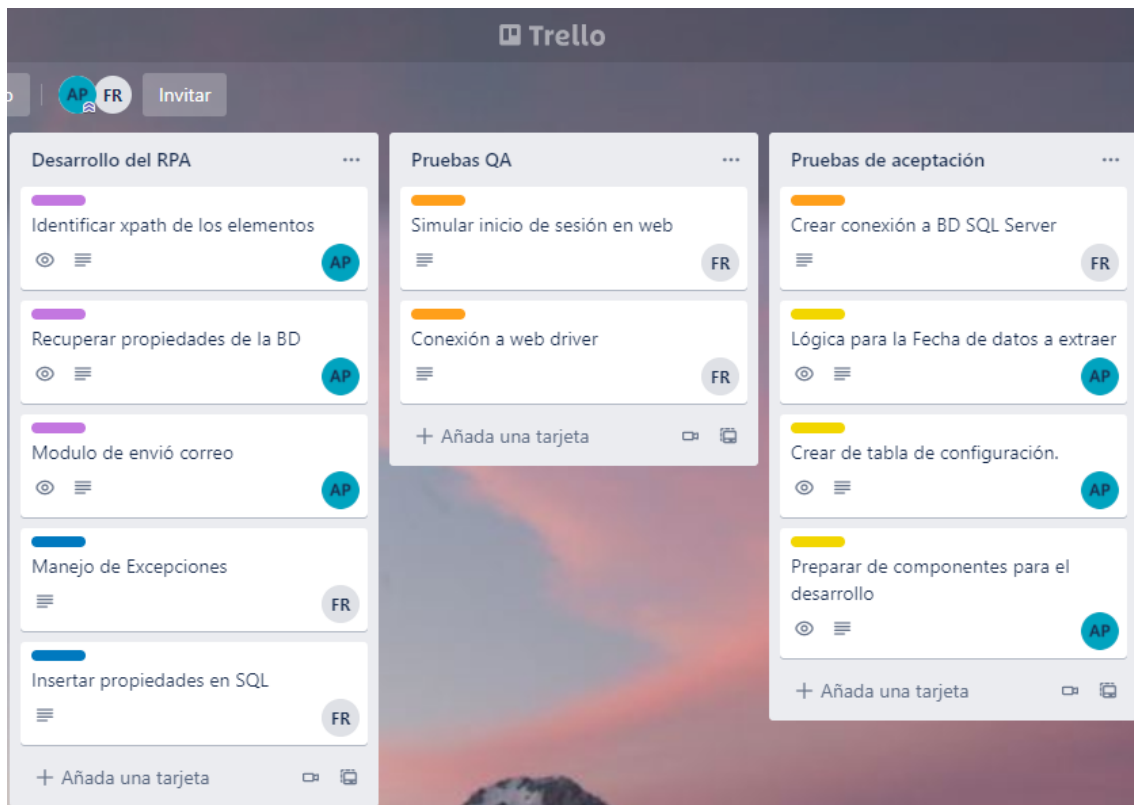 Trello
o
AP FR Invitar
Desarrollo del RPA
Identificar xpath de los elementos
AP
Recuperar propiedades de la BD
AP
Modulo de envió correo
AP
Manejo de Excepciones
FR
Insertar propiedades en SQL
FR
+ Añada una tarjeta
Pruebas QA
Simular inicio de sesión en web
FR
Conexión a web driver
FR
+ Añada una tarjeta
Pruebas de aceptación
Crear conexión a BD SQL Server
FR
Lógica para la Fecha de datos a extraer
AP
Crear de tabla de configuración.
AP
Preparar de componentes para el
desarrollo
AP
+ Añada una tarjeta